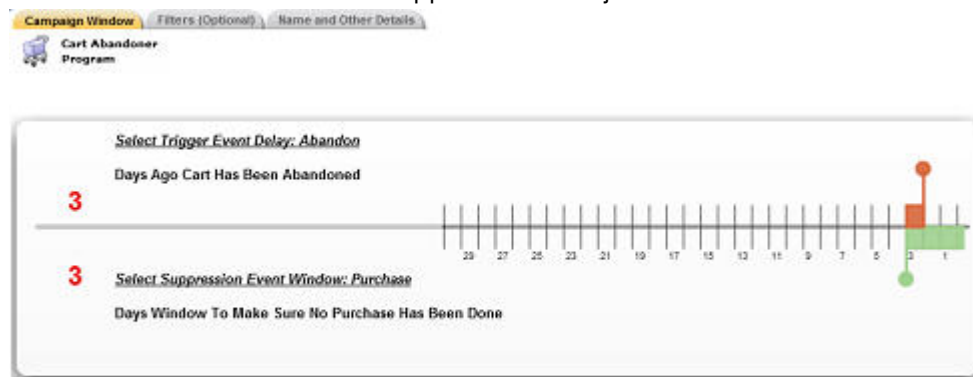 Campaign Window Filters (Optional) Name and Other Details
Cart Abandoner
Program
Select Trigger Event Delay: Abandon
Days Ago Cart Has Been Abandoned
3
29 27 25 23 21 19 17 15 13 11 9 7 5 3 1
3
Select Suppression Event Window: Purchase
Days Window To Make Sure No Purchase Has Been Done